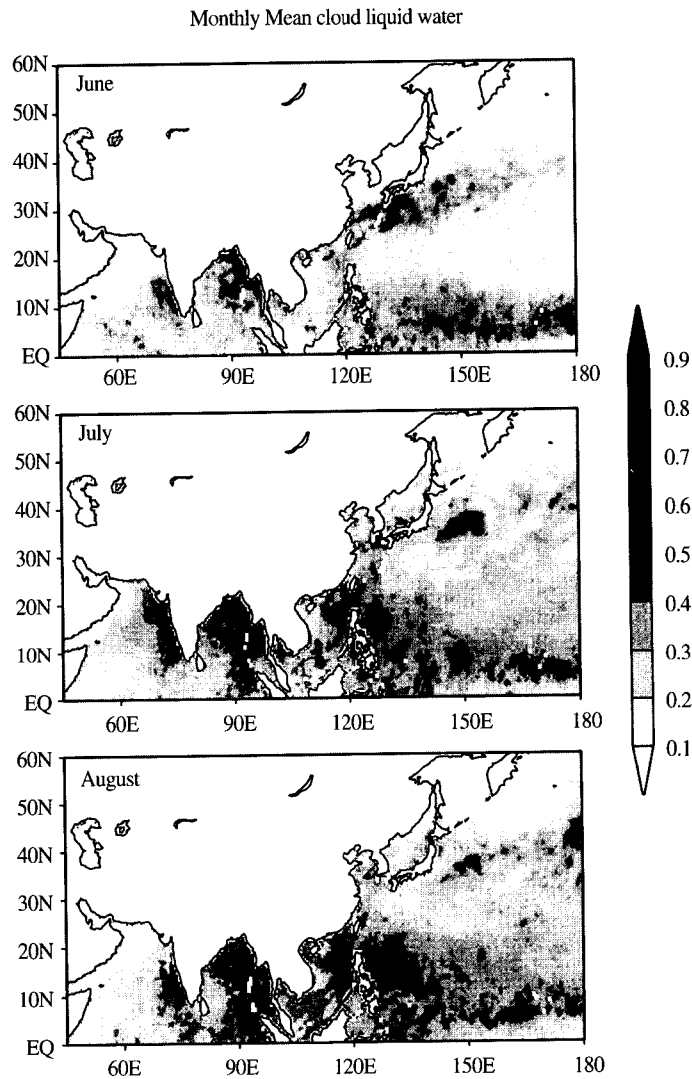 Monthly Mean cloud liquid water
60N
June
50N
40N
30N
20N
10N
EQ
60E 90E 120E 150E 180
60N
July
50N
40N
30N
20N
10N
EQ
60E 90E 120E 150E 180
60N
August
50N
40N
30N
20N
10N
EQ
60E 90E 120E 150E 180
0.9
0.8
0.7
0.6
0.5
0.4
0.3
0.2
0.1